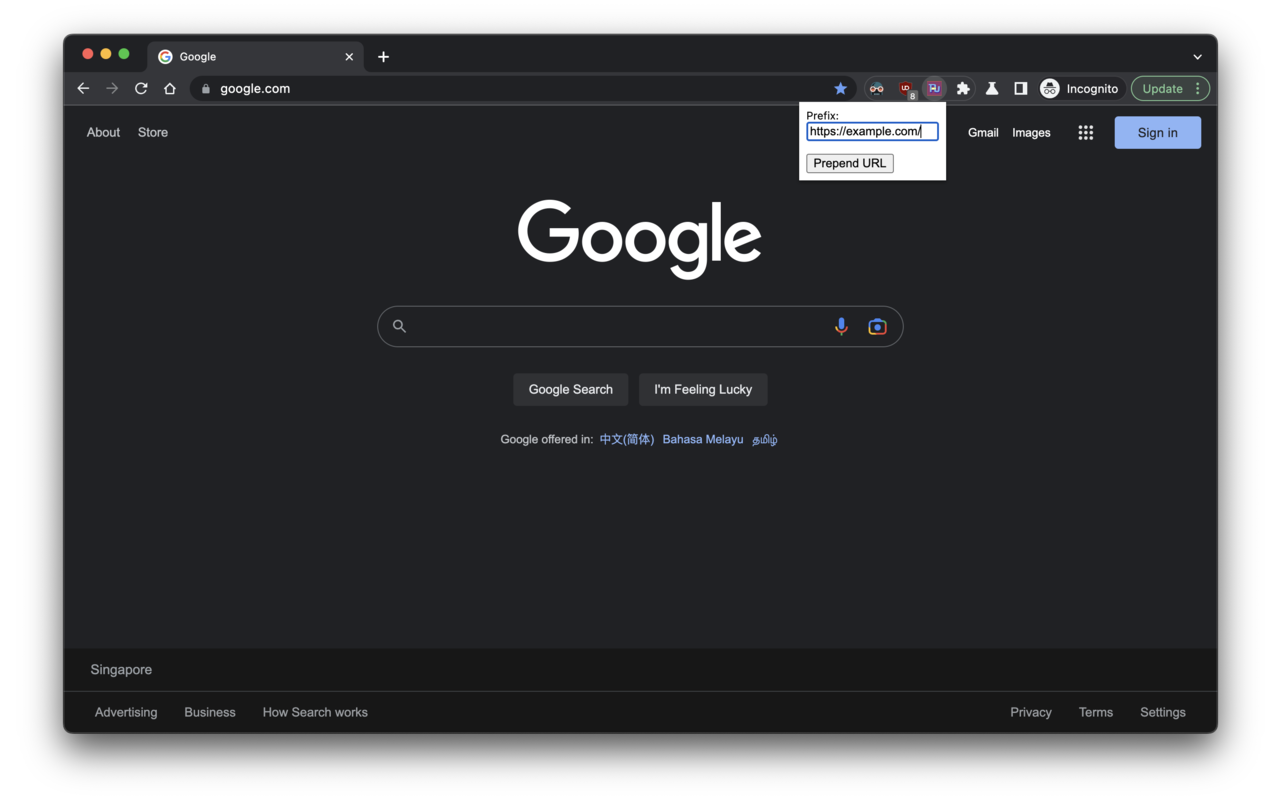 Google
google.com
8
Incognito
Update
Prefix:
https://example.com/
Prepend URL
About
Store
Gmail
Images
Sign in
Google
Google Search
I'm Feeling Lucky
Google offered in: 中文(简体) Bahasa Melayu தமிழ்
Singapore
Advertising
Business
How Search works
Privacy
Terms
Settings